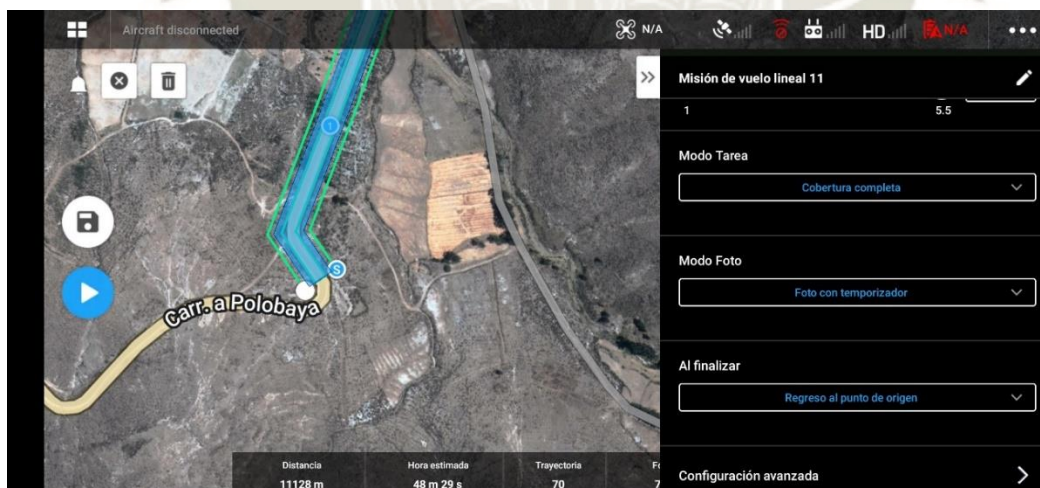 Aircraft disconnected
N/A
HD
N/A
Misión de vuelo lineal 11
1
5.5
Modo Tarea
Cobertura completa
Modo Foto
Foto con temporizador
Al finalizar
Regreso al punto de origen
Configuración avanzada
1
S
Carr. a Polobaya
Distancia
Hora estimada
Trayectoria
11128 m
48 m 29 s
70